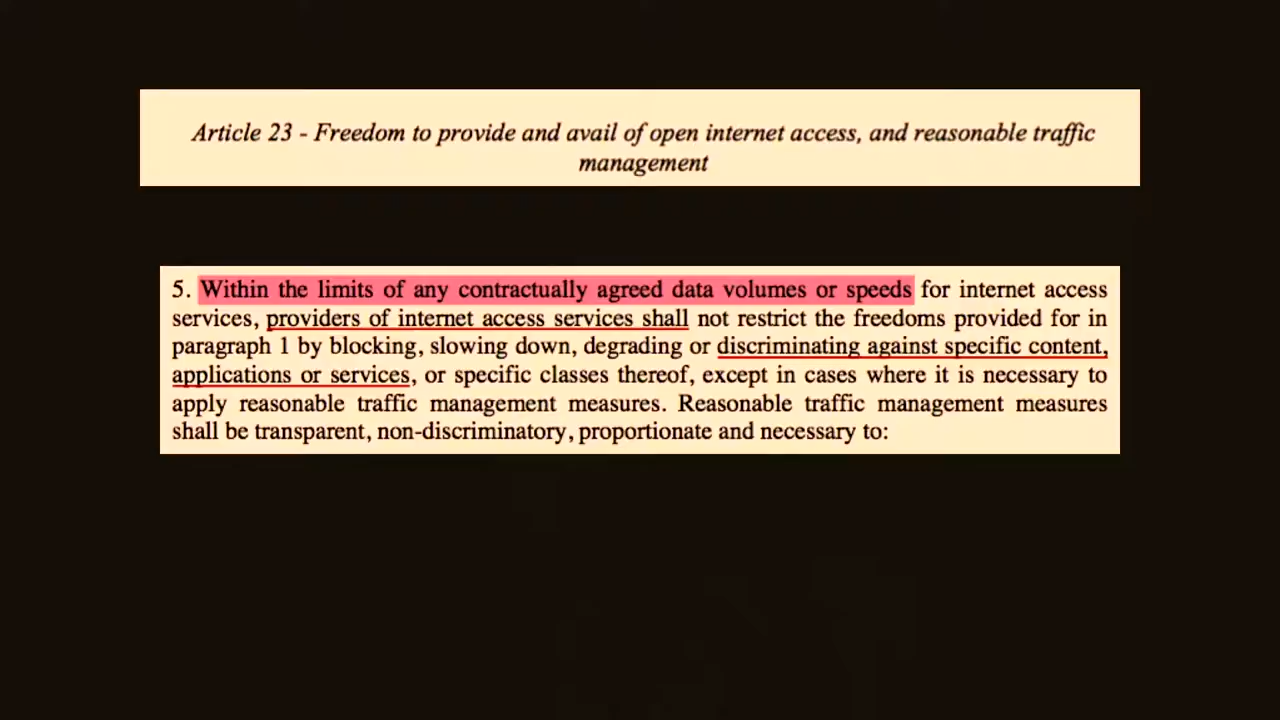 Article 23 - Freedom to provide and avail of open internet access, and reasonable traffic
management
5. Within the limits of any contractually agreed data volumes or speeds for internet access
services, providers of internet access services shall not restrict the freedoms provided for in
paragraph 1 by blocking, slowing down, degrading or discriminating against specific content,
applications or services, or specific classes thereof, except in cases where it is necessary to
apply reasonable traffic management measures. Reasonable traffic management measures
shall be transparent, non-discriminatory, proportionate and necessary to: